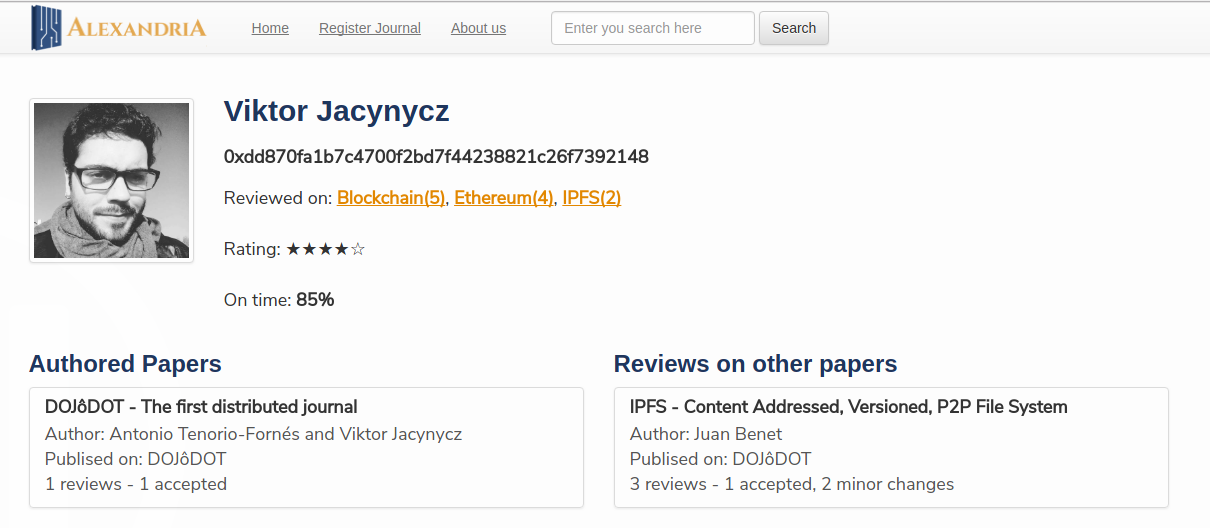 ALEXANDRIA Home Register Journal About us Enter you search here Search
Viktor Jacynycz
0xdd870fa1b7c4700f2bd7f44238821c26f7392148
Reviewed on: Blockchain(5), Ethereum(4), IPFS(2)
Rating: ★★★★☆
On time: 85%
Authored Papers
DOJôDOT - The first distributed journal
Author: Antonio Tenorio-Fornés and Viktor Jacynycz
Publised on: DOJôDOT
1 reviews - 1 accepted
Reviews on other papers
IPFS - Content Addressed, Versioned, P2P File System
Author: Juan Benet
Publised on: DOJôDOT
3 reviews - 1 accepted, 2 minor changes